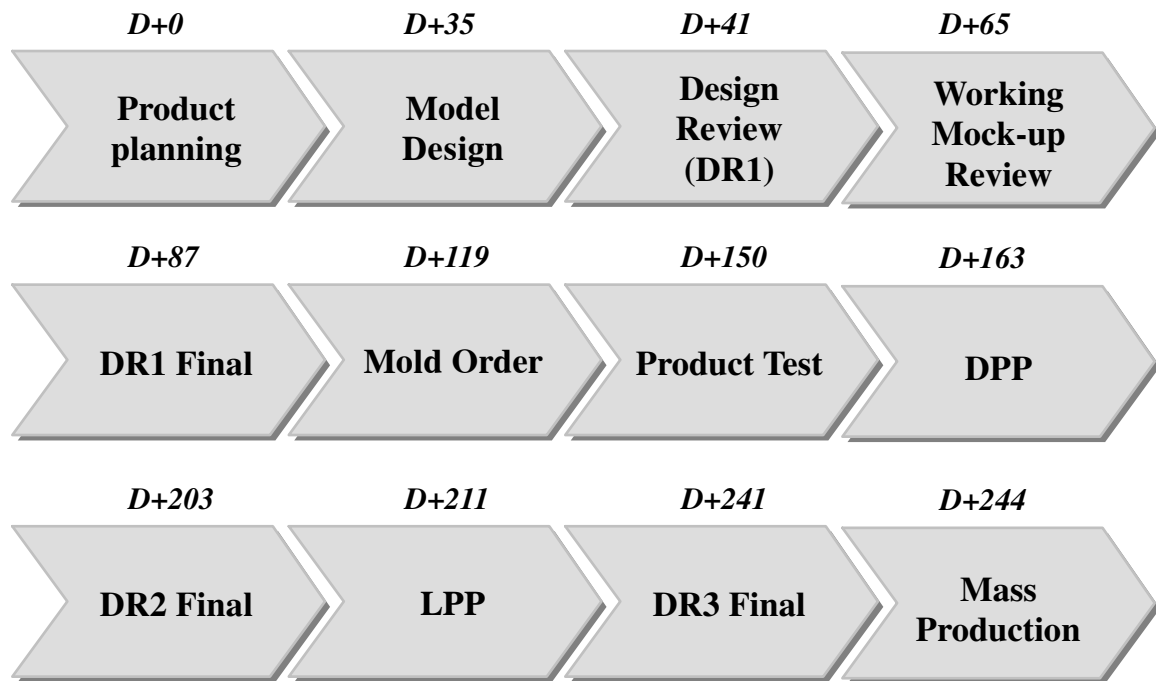 D+0 D+35 D+41 D+65
Product
planning
Model
Design
Design
Review
(DR1)
Working
Mock-up
Review
D+87 D+119 D+150 D+163
DR1 Final
Mold Order
Product Test
DPP
D+203 D+211 D+241 D+244
DR2 Final
LPP
DR3 Final
Mass
Production